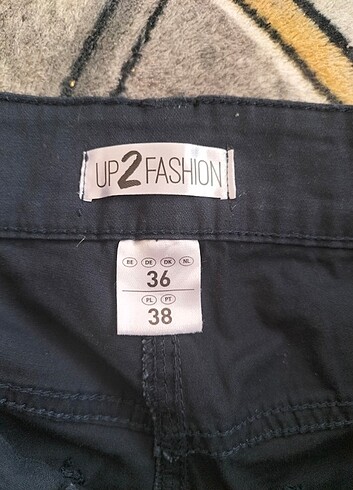 UP2FASHION
BE DE DK NL
36
PL PT
38